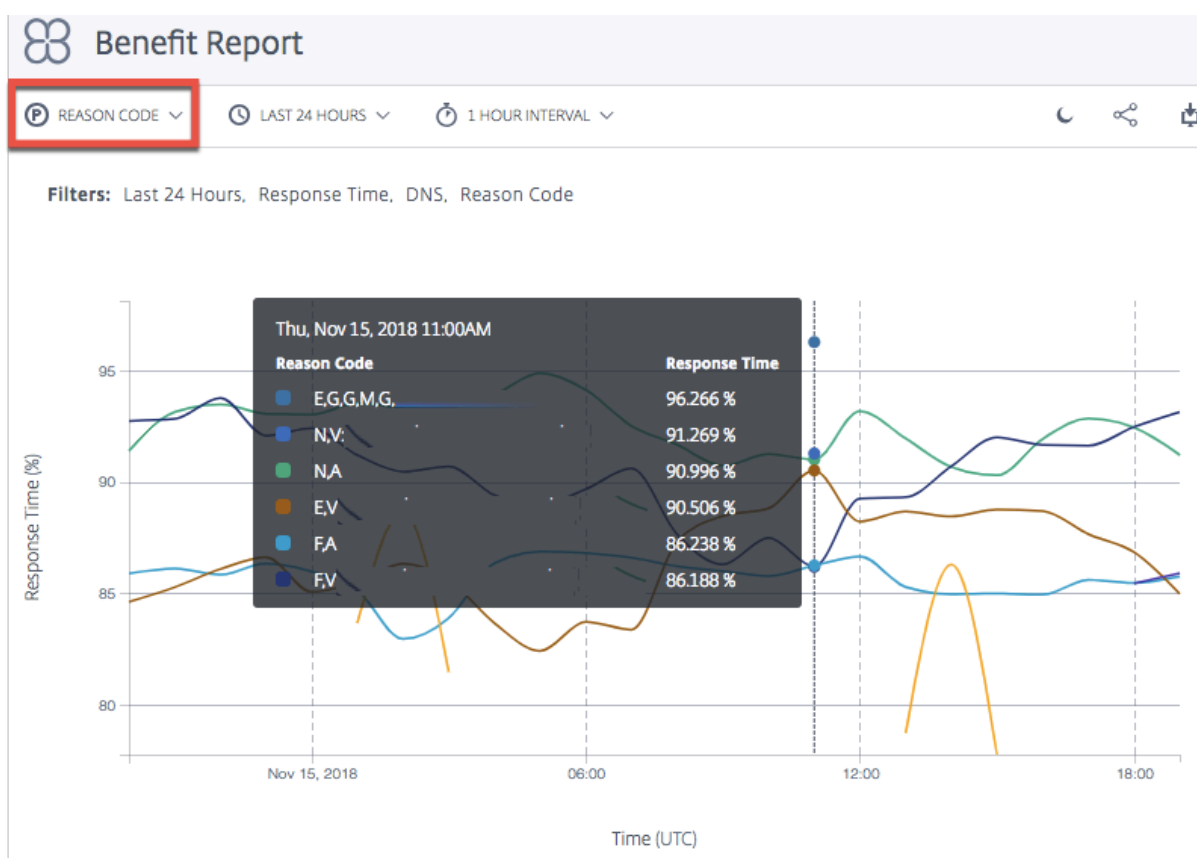 Benefit Report
REASON CODE LAST 24 HOURS 1 HOUR INTERVAL
Filters: Last 24 Hours, Response Time, DNS, Reason Code
Thu, Nov 15, 2018 11:00AM
Reason Code Response Time
E,G,G,M,G, 96.266 %
N,V: 91.269 %
N,A 90.996 %
E,V 90.506 %
F,A 86.238 %
F,V 86.188 %
95
90
85
80
Response Time (%)
Nov 15, 2018 06:00 12:00 18:00
Time (UTC)